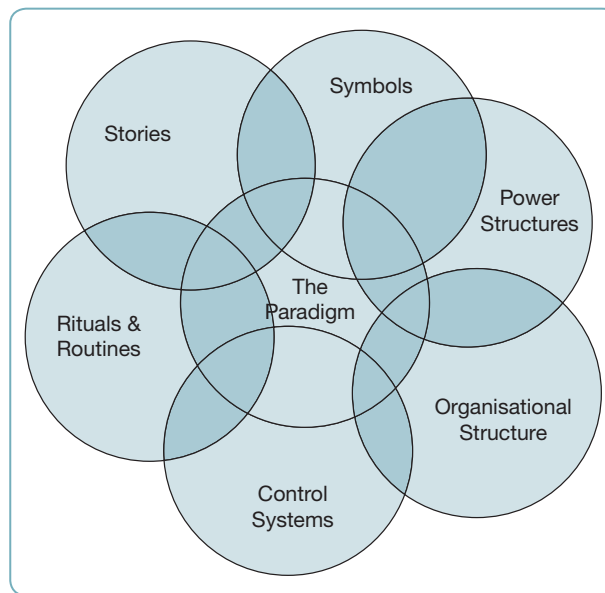 Symbols
Stories
Power
Structures
The
Paradigm
Rituals &
Routines
Organisational
Structure
Control
Systems